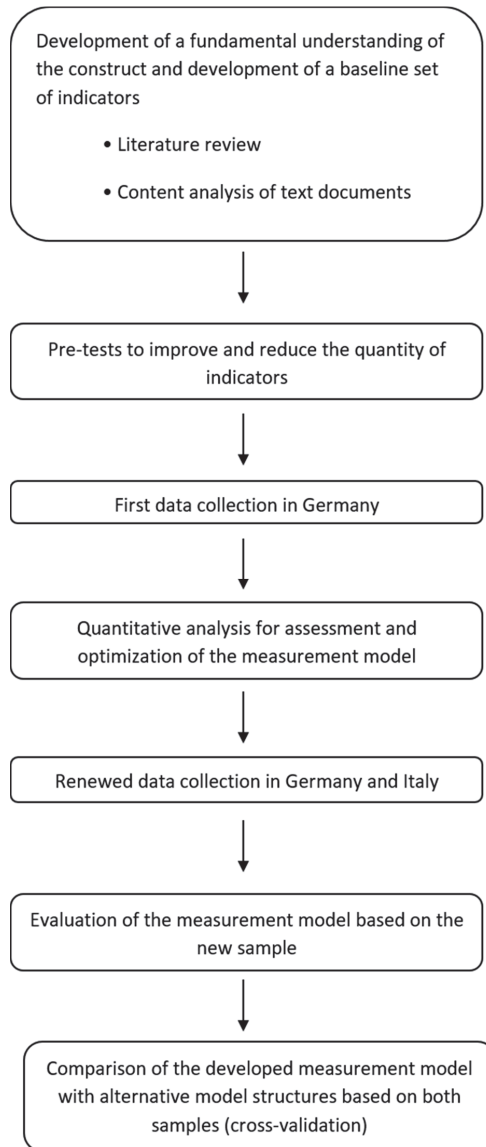 Development of a fundamental understanding of
the construct and development of a baseline set
of indicators
• Literature review
• Content analysis of text documents
Pre-tests to improve and reduce the quantity of
indicators
First data collection in Germany
Quantitative analysis for assessment and
optimization of the measurement model
Renewed data collection in Germany and Italy
Evaluation of the measurement model based on the
new sample
Comparison of the developed measurement model
with alternative model structures based on both
samples (cross-validation)